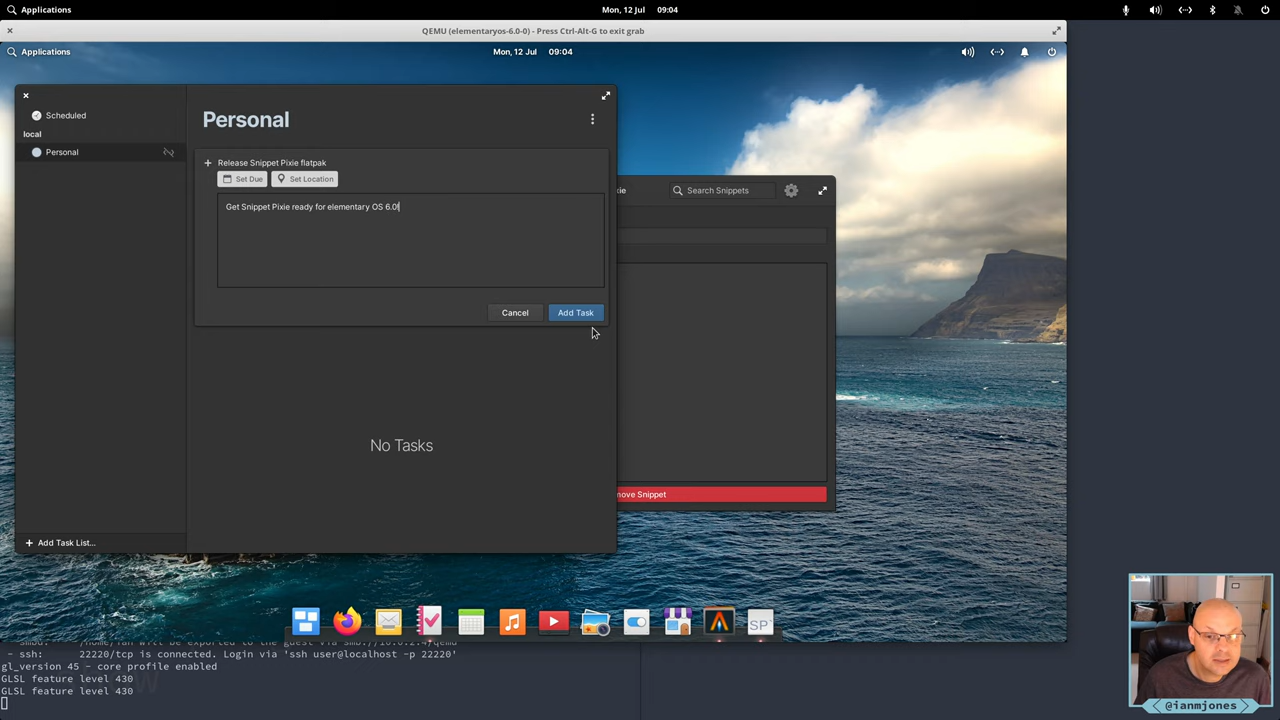 Applications
Mon, 12 Jul 09:04
QEMU (elementaryos-6.0-0) - Press Ctrl-Alt-G to exit grab
Applications
Mon, 12 Jul 09:04
Scheduled
local
Personal
Add Task List...
Personal
Release Snippet Pixie flatpak
Set Due Set Location
Get Snippet Pixie ready for elementary OS 6.0!
Cancel Add Task
No Tasks
Search Snippets
move Snippet
SP
- ssh: 22220/tcp is connected. Login via 'ssh user@localhost -p 22220'
gl_version 45 - core profile enabled
GLSL feature level 430
GLSL feature level 430
@ianmjones